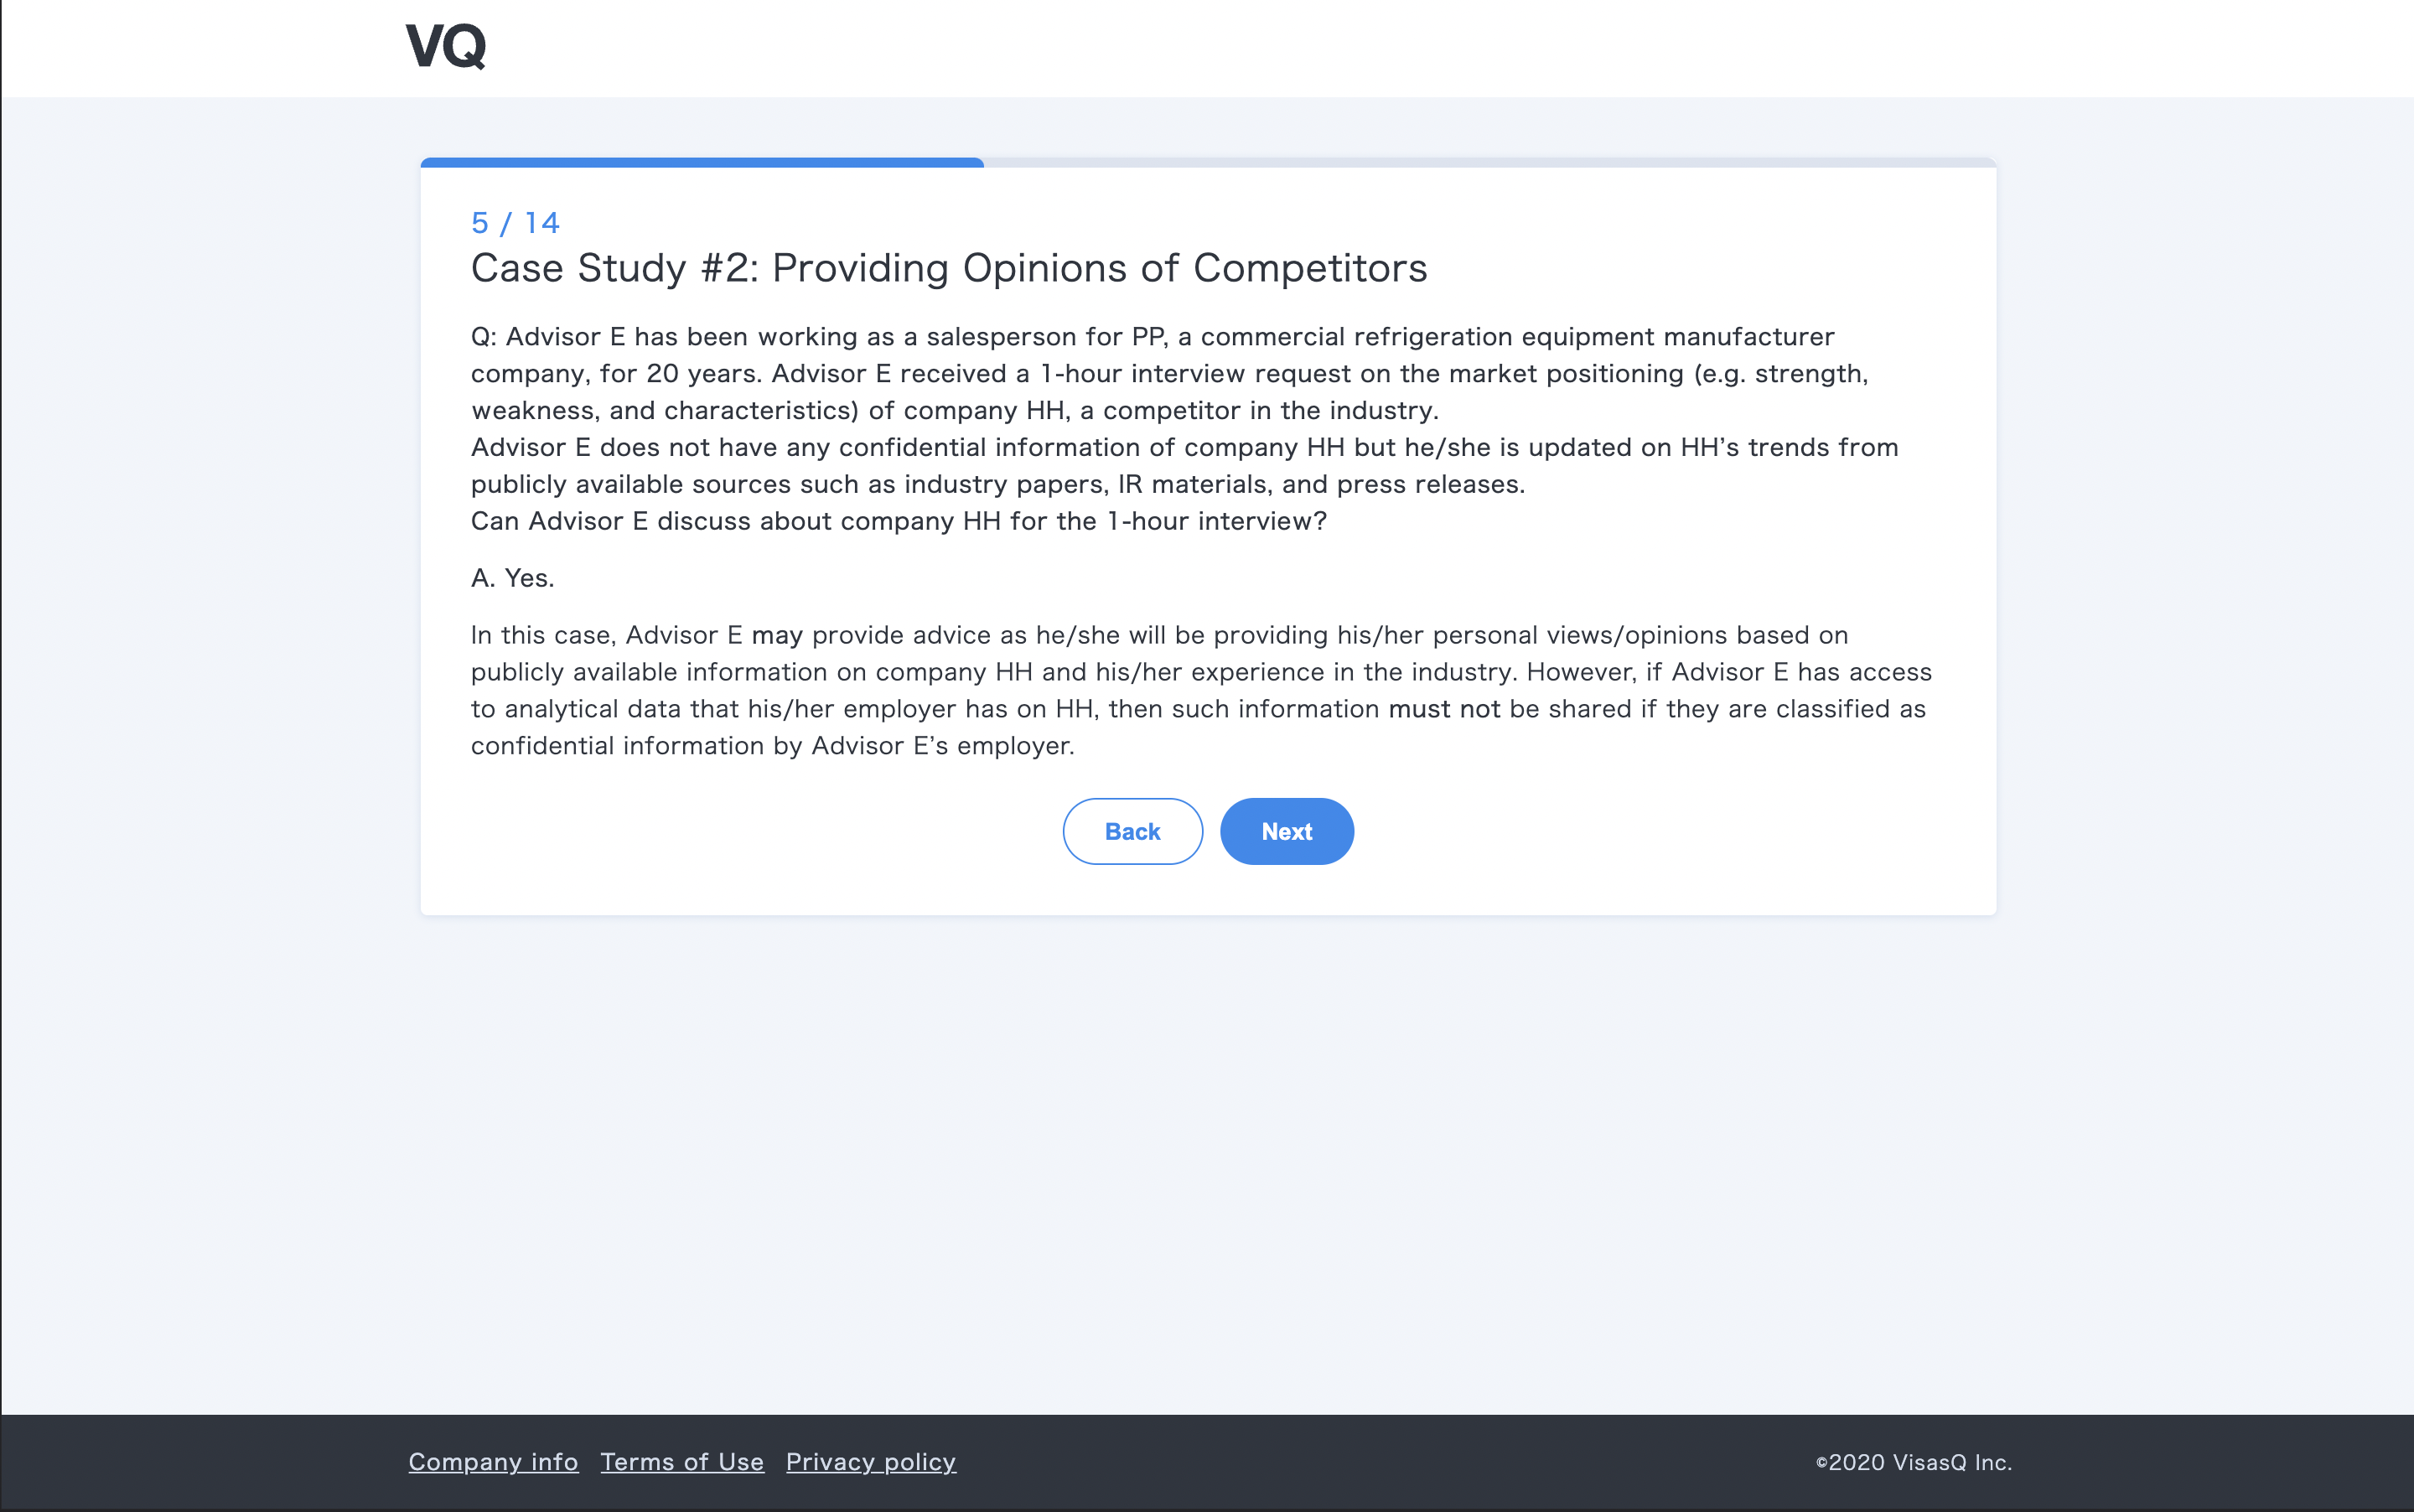 VQ
5 / 14
Case Study #2: Providing Opinions of Competitors
Q: Advisor E has been working as a salesperson for PP, a commercial refrigeration equipment manufacturer
company, for 20 years. Advisor E received a 1-hour interview request on the market positioning (e.g. strength,
weakness, and characteristics) of company HH, a competitor in the industry.
Advisor E does not have any confidential information of company HH but he/she is updated on HH’s trends from
publicly available sources such as industry papers, IR materials, and press releases.
Can Advisor E discuss about company HH for the 1-hour interview?
A. Yes.
In this case, Advisor E may provide advice as he/she will be providing his/her personal views/opinions based on
publicly available information on company HH and his/her experience in the industry. However, if Advisor E has access
to analytical data that his/her employer has on HH, then such information must not be shared if they are classified as
confidential information by Advisor E’s employer.
Back Next
Company info Terms of Use Privacy policy ©2020 VisasQ Inc.